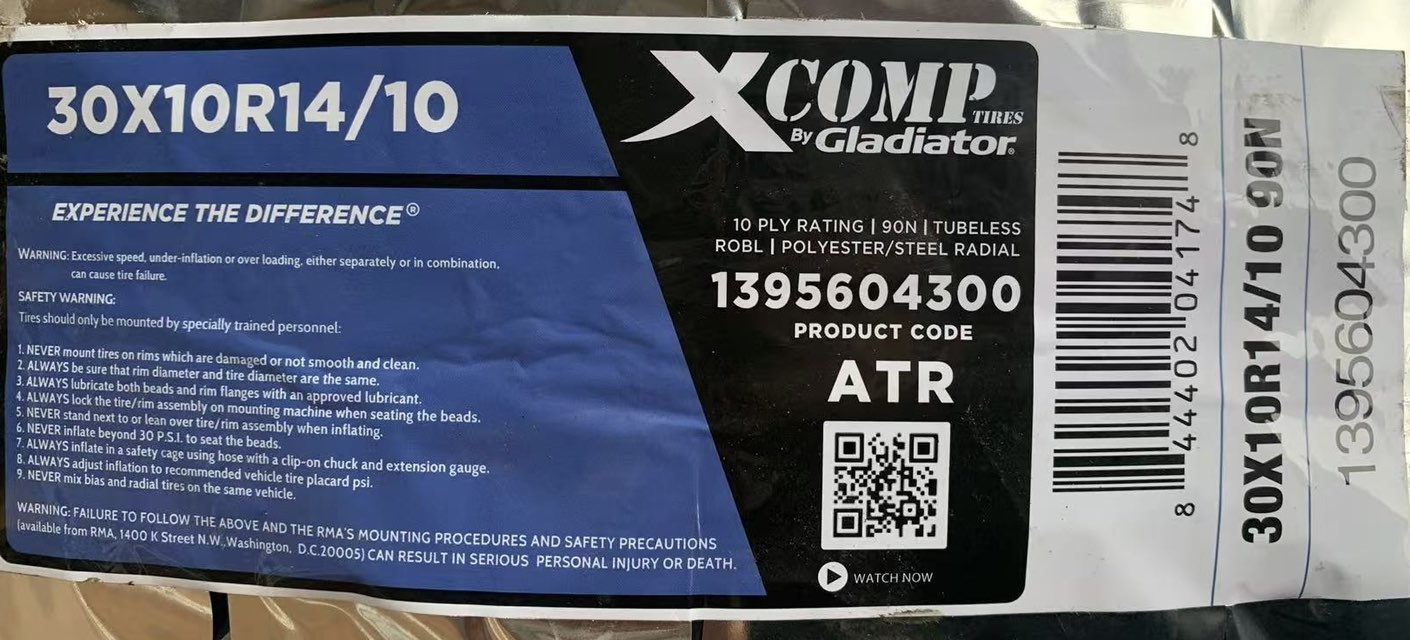 30X10R14/10
XCOMP TIRES
By Gladiator®
EXPERIENCE THE DIFFERENCE®
WARNING: Excessive speed, under-inflation or over loading, either separately or in combination,
can cause tire failure.
SAFETY WARNING:
Tires should only be mounted by specially trained personnel:
1. NEVER mount tires on rims which are damaged or not smooth and clean.
2. ALWAYS be sure that rim diameter and tire diameter are the same.
3. ALWAYS lubricate both beads and rim flanges with an approved lubricant.
4. ALWAYS lock the tire/rim assembly on mounting machine when seating the beads.
5. NEVER stand next to or lean over tire/rim assembly when inflating.
6. NEVER inflate beyond 30 P.S.I. to seat the beads.
7. ALWAYS inflate in a safety cage using hose with a clip-on chuck and extension gauge.
8. ALWAYS adjust inflation to recommended vehicle tire placard psi.
9. NEVER mix bias and radial tires on the same vehicle.
WARNING: FAILURE TO FOLLOW THE ABOVE AND THE RMA'S MOUNTING PROCEDURES AND SAFETY PRECAUTIONS
(available from RMA, 1400 K Street N.W., Washington, D.C.20005) CAN RESULT IN SERIOUS PERSONAL INJURY OR DEATH.
10 PLY RATING | 90N | TUBELESS
ROBL | POLYESTER/STEEL RADIAL
1395604300
PRODUCT CODE
ATR
WATCH NOW
8 44402 04174 8
30X10R14/10 90N
1395604300